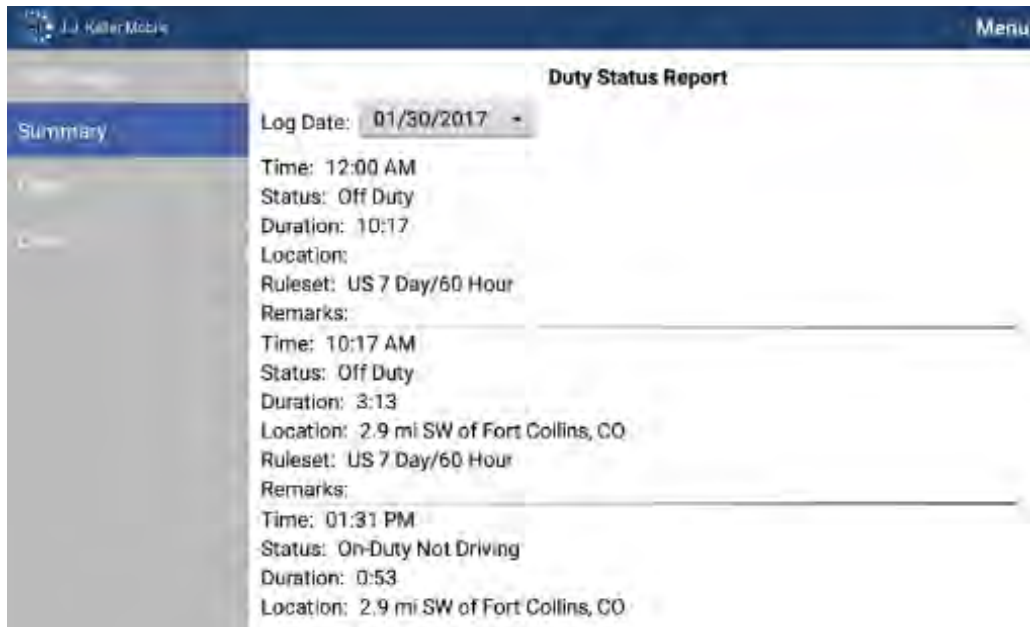 J.J. Keller Mobile
Menu
Summary
Duty Status Report
Log Date: 01/30/2017
Time: 12:00 AM
Status: Off Duty
Duration: 10:17
Location:
Ruleset: US 7 Day/60 Hour
Remarks:
Time: 10:17 AM
Status: Off Duty
Duration: 3:13
Location: 2.9 mi SW of Fort Collins, CO
Ruleset: US 7 Day/60 Hour
Remarks:
Time: 01:31 PM
Status: On-Duty Not Driving
Duration: 0:53
Location: 2.9 mi SW of Fort Collins, CO